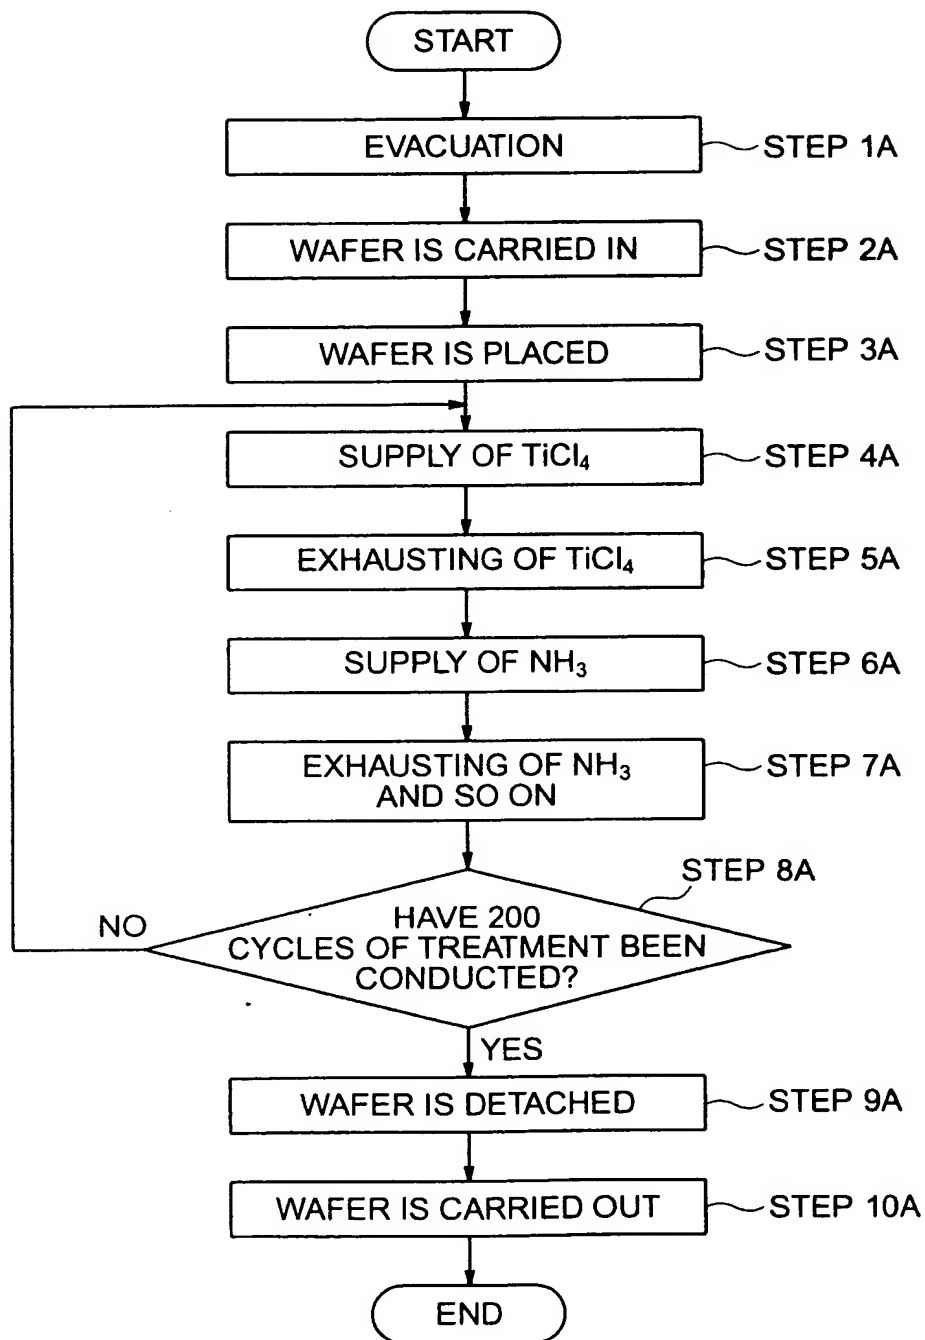 START
EVACUATION
STEP 1A
WAFER IS CARRIED IN
STEP 2A
WAFER IS PLACED
STEP 3A
SUPPLY OF TiCl₄
STEP 4A
EXHAUSTING OF TiCl₄
STEP 5A
SUPPLY OF NH₃
STEP 6A
EXHAUSTING OF NH₃
AND SO ON
STEP 7A
STEP 8A
NO
HAVE 200
CYCLES OF TREATMENT BEEN
CONDUCTED?
YES
WAFER IS DETACHED
STEP 9A
WAFER IS CARRIED OUT
STEP 10A
END